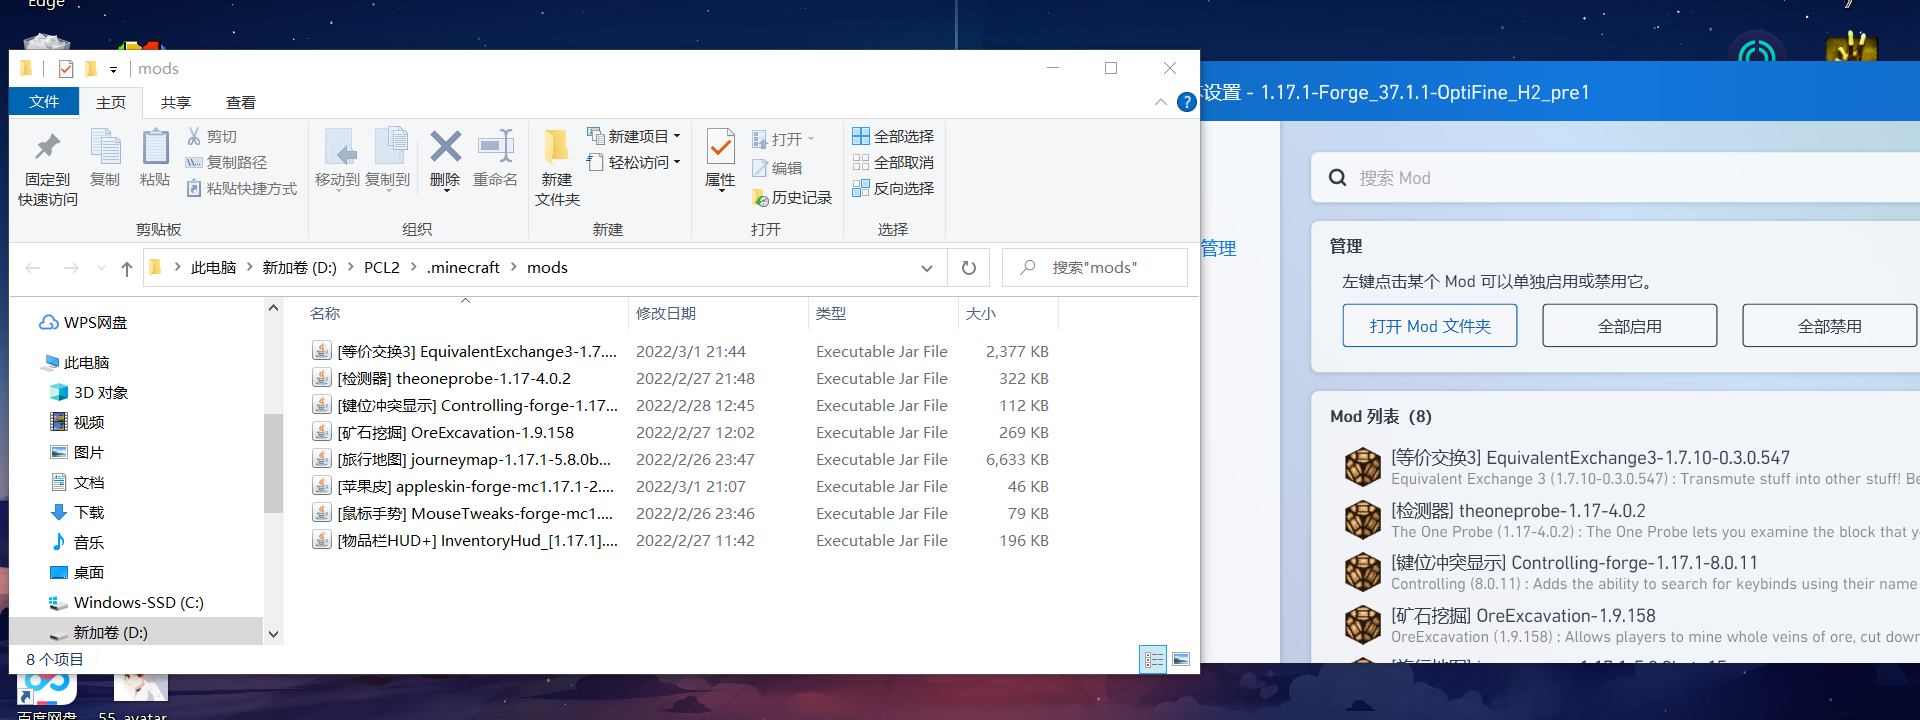 Edge
mods
文件
主页
共享
查看
固定到
快速访问
复制
粘贴
剪切
复制路径
粘贴快捷方式
剪贴板
移动到
复制到
删除
重命名
组织
新建
文件夹
新建项目
轻松访问
新建
属性
打开
编辑
历史记录
打开
全部选择
全部取消
反向选择
选择
此电脑
新加卷 (D:)
PCL2
.minecraft
mods
搜索"mods"
WPS网盘
此电脑
3D 对象
视频
图片
文档
下载
音乐
桌面
Windows-SSD (C:)
新加卷 (D:)
名称 修改日期 类型 大小
[等价交换3] EquivalentExchange3-1.7.... 2022/3/1 21:44 Executable Jar File 2,377 KB
[检测器] theoneprobe-1.17-4.0.2 2022/2/27 21:48 Executable Jar File 322 KB
[键位冲突显示] Controlling-forge-1.17... 2022/2/28 12:45 Executable Jar File 112 KB
[矿石挖掘] OreExcavation-1.9.158 2022/2/27 12:02 Executable Jar File 269 KB
[旅行地图] journeymap-1.17.1-5.8.0b... 2022/2/26 23:47 Executable Jar File 6,633 KB
[苹果皮] appleskin-forge-mc1.17.1-2.... 2022/3/1 21:07 Executable Jar File 46 KB
[鼠标手势] MouseTweaks-forge-mc1.... 2022/2/26 23:46 Executable Jar File 79 KB
[物品栏HUD+] InventoryHud_[1.17.1].... 2022/2/27 11:42 Executable Jar File 196 KB
8 个项目
设置 - 1.17.1-Forge_37.1.1-OptiFine_H2_pre1
管理
搜索 Mod
管理
左键点击某个 Mod 可以单独启用或禁用它。
打开 Mod 文件夹
全部启用
全部禁用
Mod 列表（8）
[等价交换3] EquivalentExchange3-1.7.10-0.3.0.547
Equivalent Exchange 3 (1.7.10-0.3.0.547) : Transmute stuff into other stuff! Be
[检测器] theoneprobe-1.17-4.0.2
The One Probe (1.17-4.0.2) : The One Probe lets you examine the block that y
[键位冲突显示] Controlling-forge-1.17.1-8.0.11
Controlling (8.0.11) : Adds the ability to search for keybinds using their name
[矿石挖掘] OreExcavation-1.9.158
OreExcavation (1.9.158) : Allows players to mine whole veins of ore, cut down
百度网盘
55_avatar